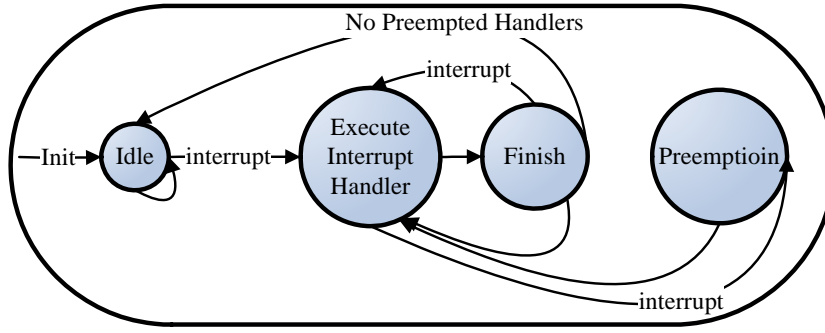 No Preempted Handlers
interrupt
Init
Idle
interrupt
Execute
Interrupt
Handler
Finish
Preemptioin
interrupt